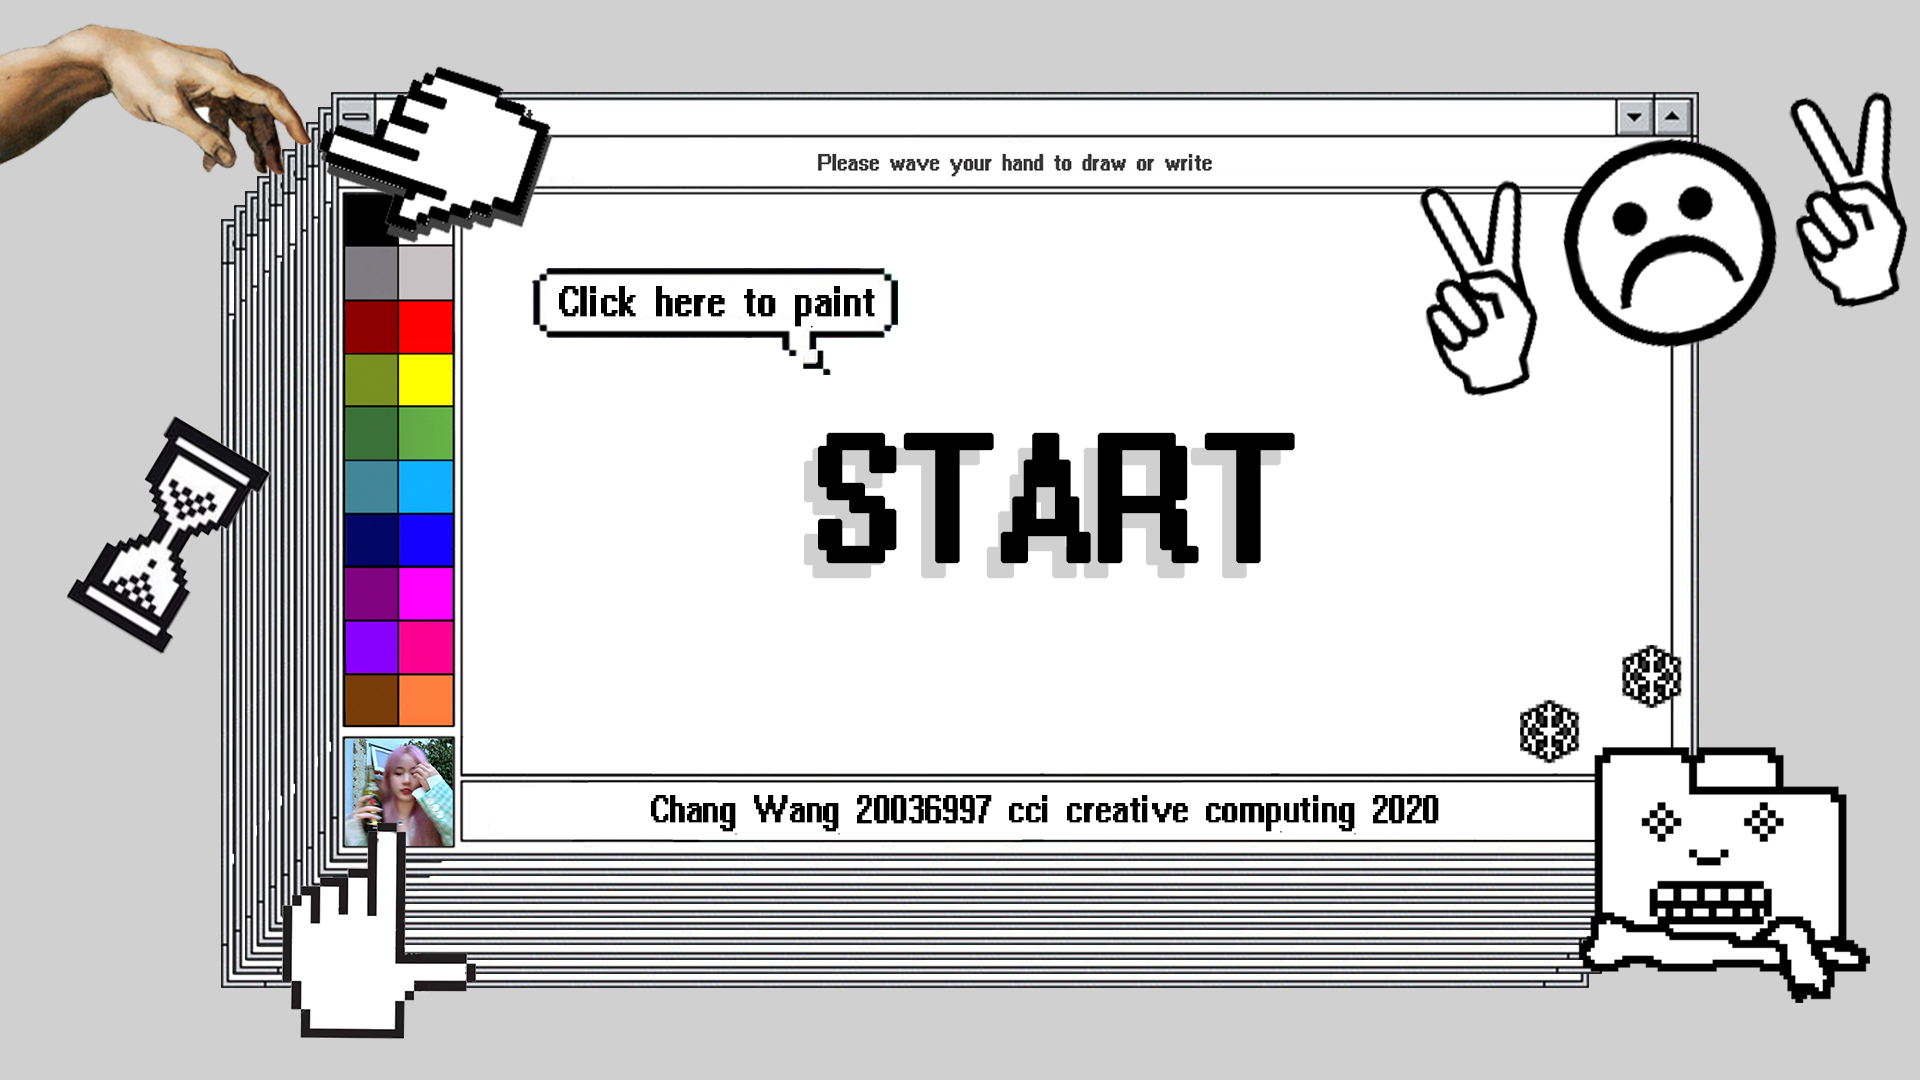 Please wave your hand to draw or write
Click here to paint
START
Chang Wang 20036997 cci creative computing 2020